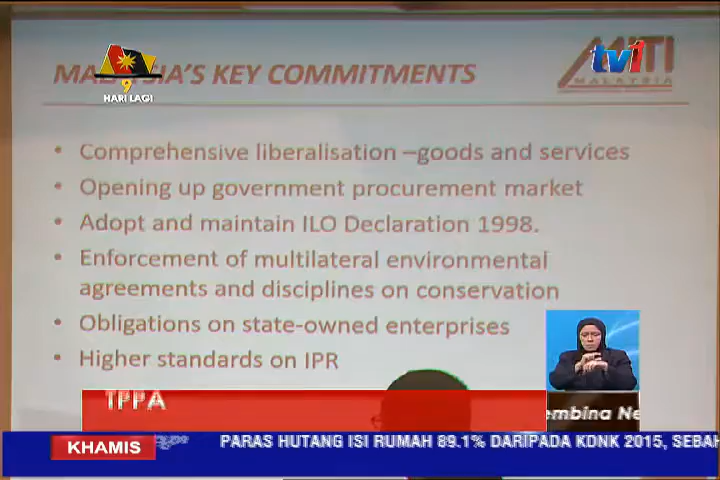 MALAYSIA'S KEY COMMITMENTS
9
HARI LAGI
MITI
MALAYSIA
tv1
• Comprehensive liberalisation –goods and services
• Opening up government procurement market
• Adopt and maintain ILO Declaration 1998.
• Enforcement of multilateral environmental
agreements and disciplines on conservation
• Obligations on state-owned enterprises
• Higher standards on IPR
TPPA
embina Ne
KHAMIS
PARAS HUTANG ISI RUMAH 89.1% DARIPADA KDNK 2015, SEBAH